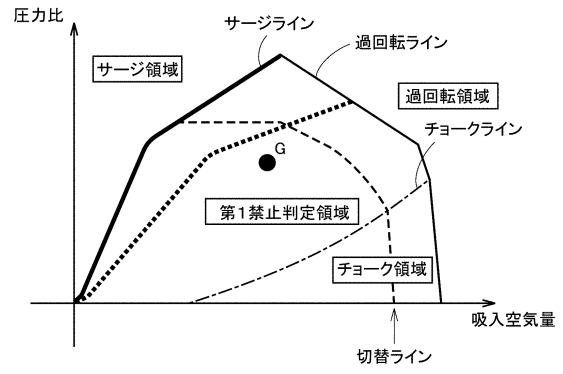 圧力比
サージライン
過回転ライン
サージ領域
過回転領域
チョークライン
G
第１禁止判定領域
チョーク領域
吸入空気量
切替ライン